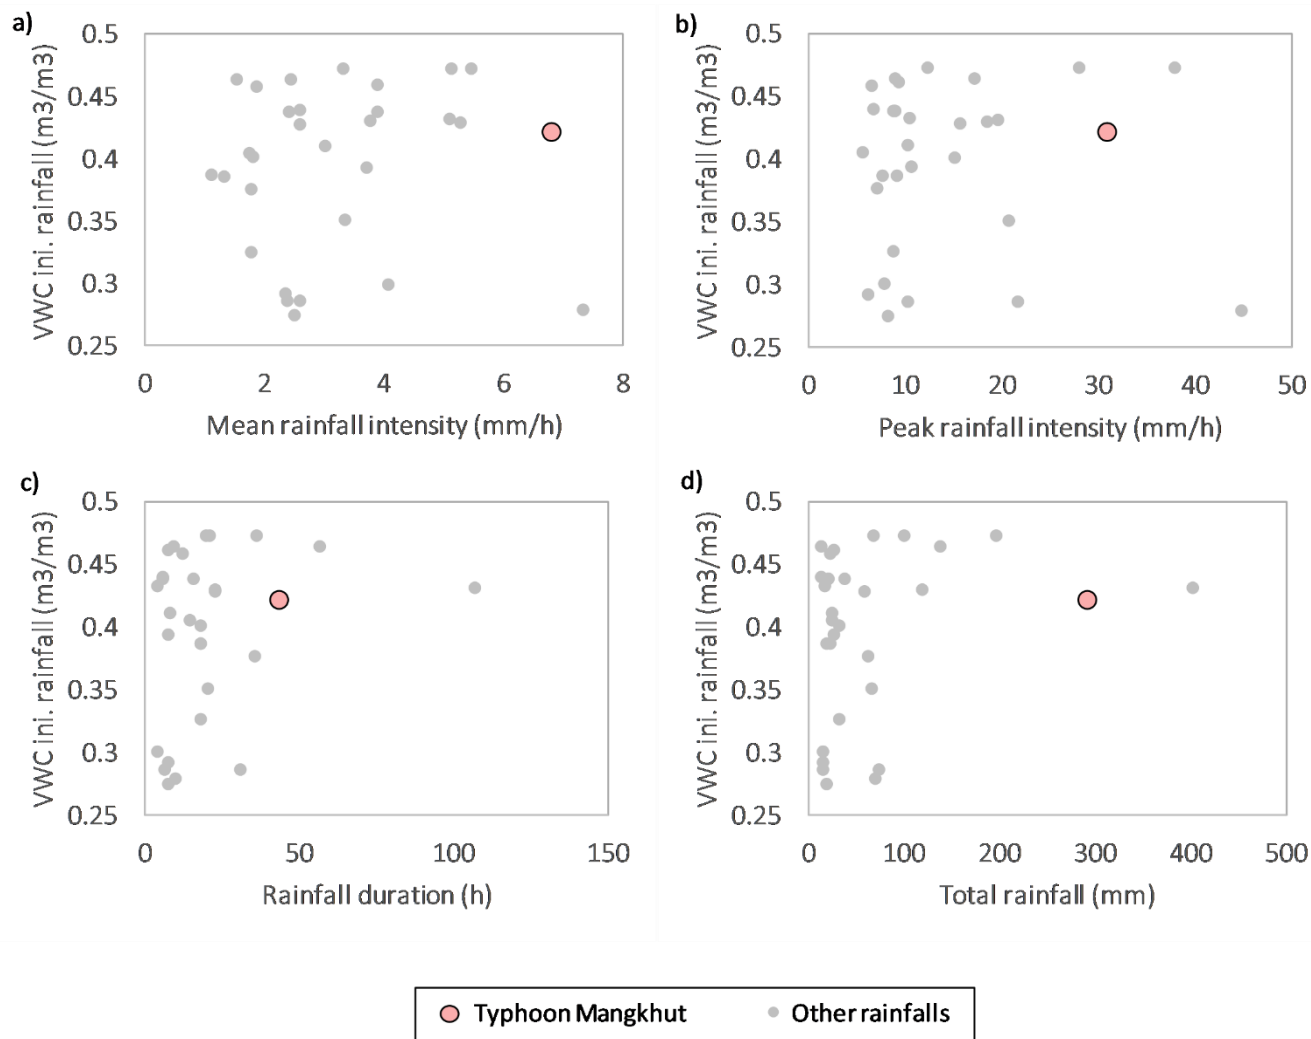 a)
VWC ini. rainfall (m3/m3)
0.5
0.45
0.4
0.35
0.3
0.25
0 2 4 6 8
Mean rainfall intensity (mm/h)
b)
VWC ini. rainfall (m3/m3)
0.5
0.45
0.4
0.35
0.3
0.25
0 10 20 30 40 50
Peak rainfall intensity (mm/h)
c)
VWC ini. rainfall (m3/m3)
0.5
0.45
0.4
0.35
0.3
0.25
0 50 100 150
Rainfall duration (h)
d)
VWC ini. rainfall (m3/m3)
0.5
0.45
0.4
0.35
0.3
0.25
0 100 200 300 400 500
Total rainfall (mm)
Typhoon Mangkhut Other rainfalls